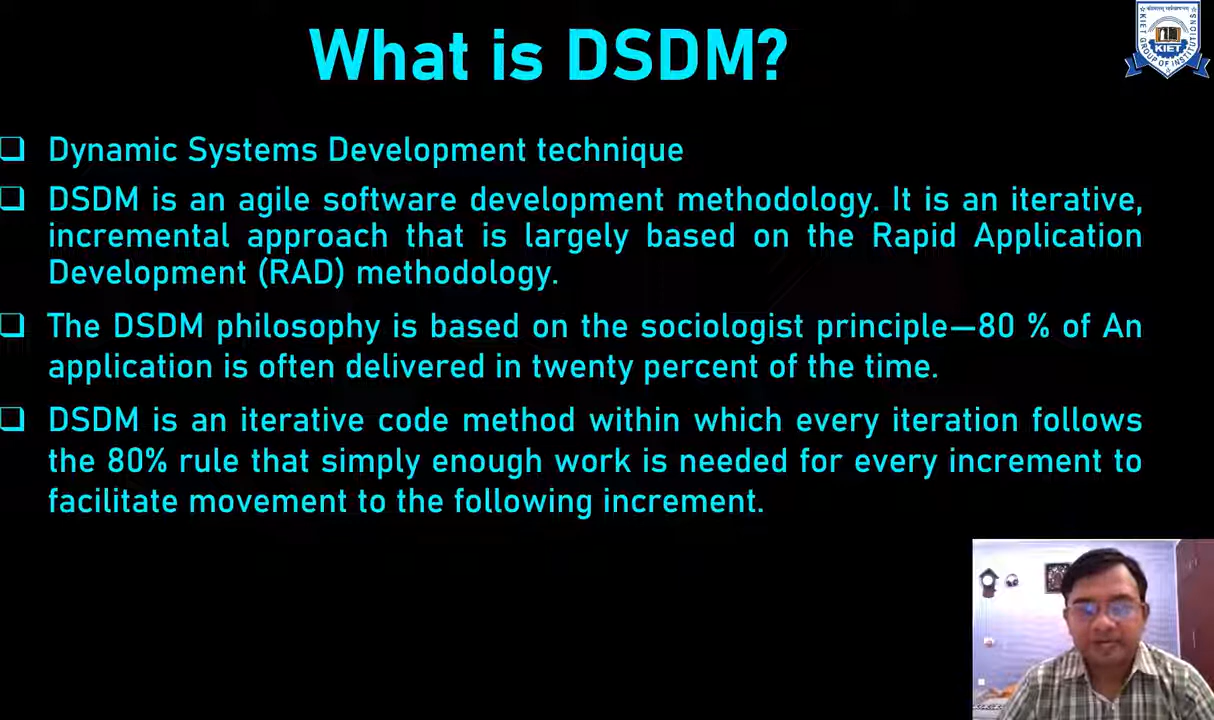 What is DSDM?
KIET GROUP OF INSTITUTIONS
KIET
Dynamic Systems Development technique
DSDM is an agile software development methodology. It is an iterative,
incremental approach that is largely based on the Rapid Application
Development (RAD) methodology.
The DSDM philosophy is based on the sociologist principle—80 % of An
application is often delivered in twenty percent of the time.
DSDM is an iterative code method within which every iteration follows
the 80% rule that simply enough work is needed for every increment to
facilitate movement to the following increment.